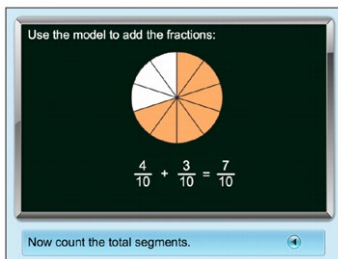 Use the model to add the fractions:
4/10 + 3/10 = 7/10
Now count the total segments.